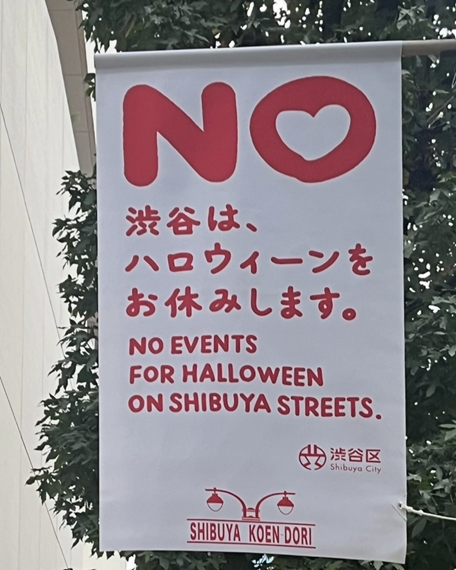 NO
渋谷は、
ハロウィーンを
お休みします。
NO EVENTS
FOR HALLOWEEN
ON SHIBUYA STREETS.
渋谷区
Shibuya City
SHIBUYA KOEN-DORI